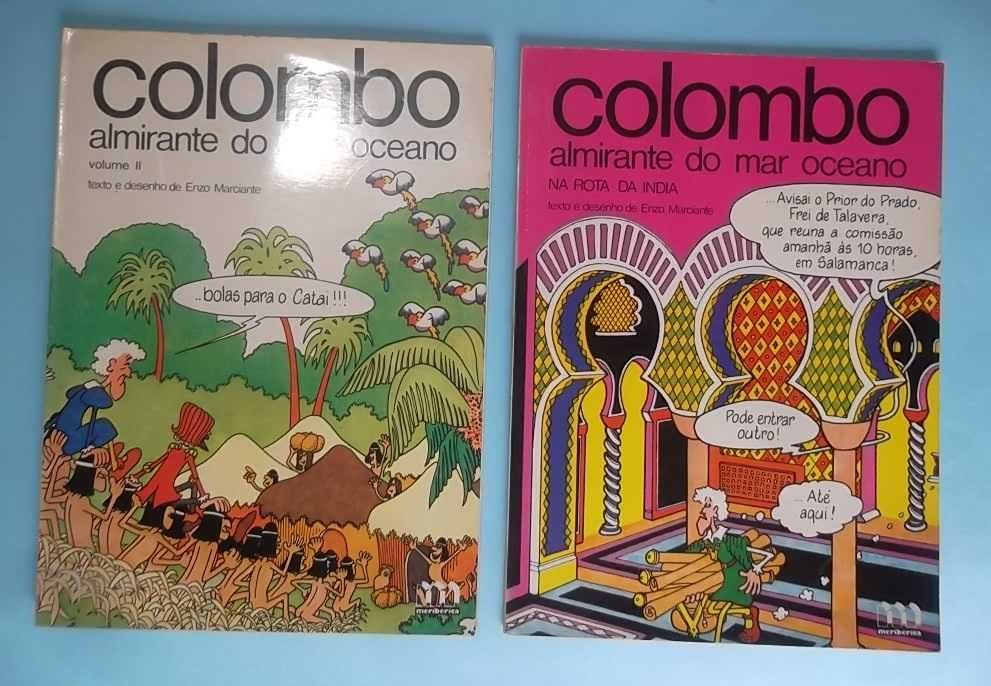 colombo
almirante do mar oceano
volume II
texto e desenho de Enzo Marciante
..bolas para o Catai!!!
meribérica
colombo
almirante do mar oceano
NA ROTA DA INDIA
texto e desenho de Enzo Marciante
...Avisai o Prior do Prado,
Frei de Talavera,
que reuna a comissão
amanhã às 10 horas,
em Salamanca!
Pode entrar
outro!
...Até
aqui!
meribérica